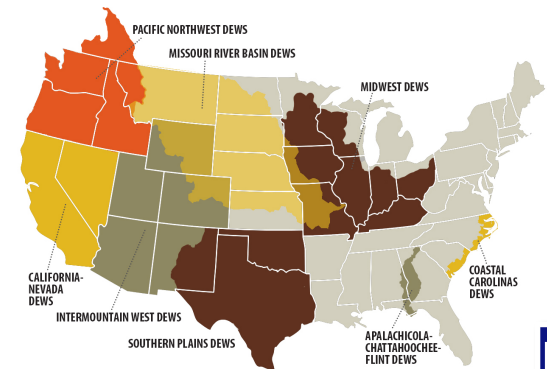 PACIFIC NORTHWEST DEWS
MISSOURI RIVER BASIN DEWS
MIDWEST DEWS
CALIFORNIA-
NEVADA
DEWS
INTERMOUNTAIN WEST DEWS
SOUTHERN PLAINS DEWS
COASTAL
CAROLINAS
DEWS
APALACHICOLA-
CHATTAHOOCHEE-
FLINT DEWS